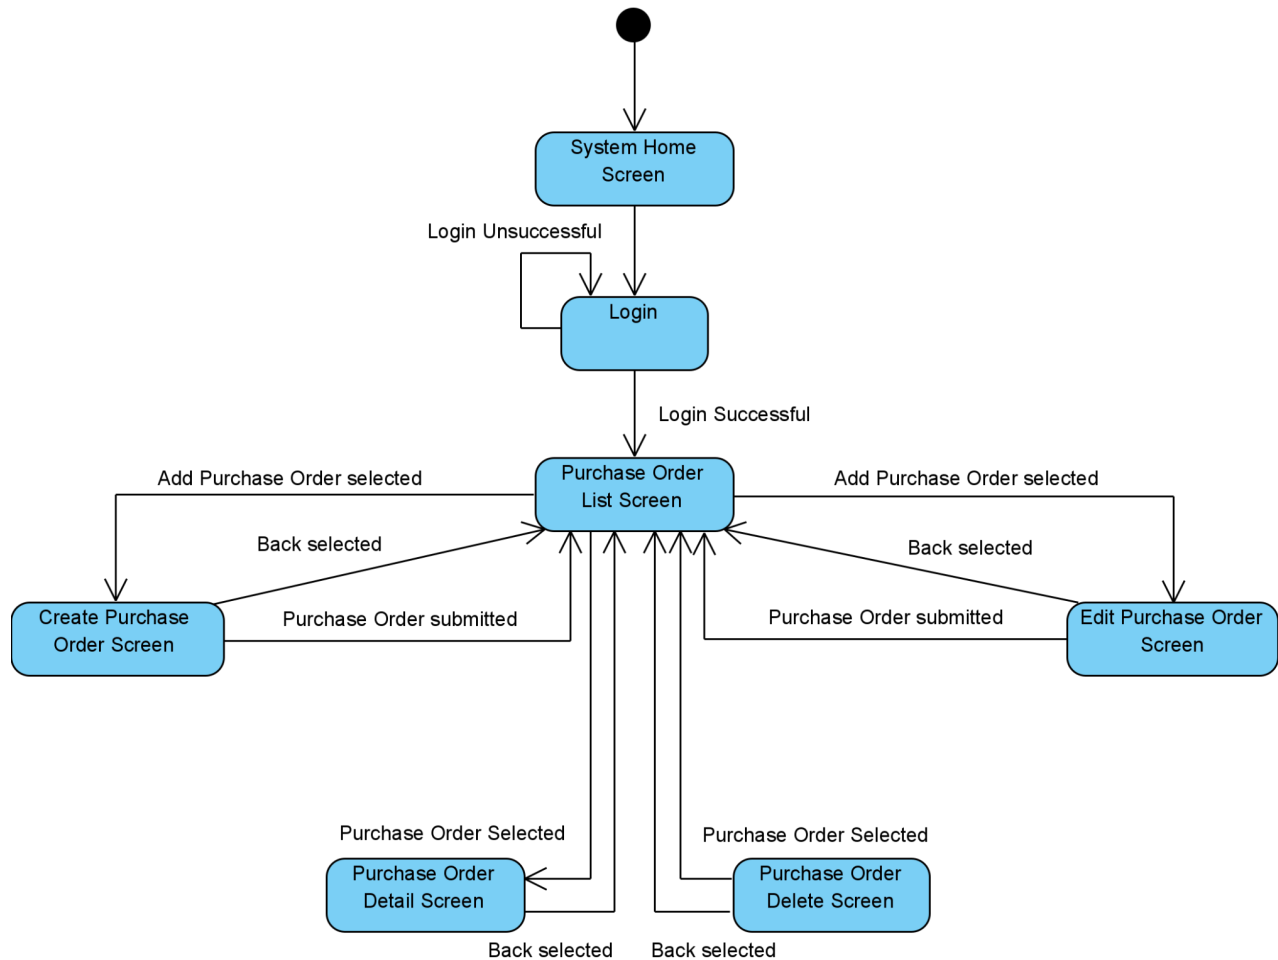 System Home
Screen
Login Unsuccessful
Login
Login Successful
Purchase Order
List Screen
Add Purchase Order selected
Add Purchase Order selected
Back selected
Back selected
Create Purchase
Order Screen
Purchase Order submitted
Purchase Order submitted
Edit Purchase Order
Screen
Purchase Order Selected
Purchase Order Selected
Purchase Order
Detail Screen
Purchase Order
Delete Screen
Back selected
Back selected